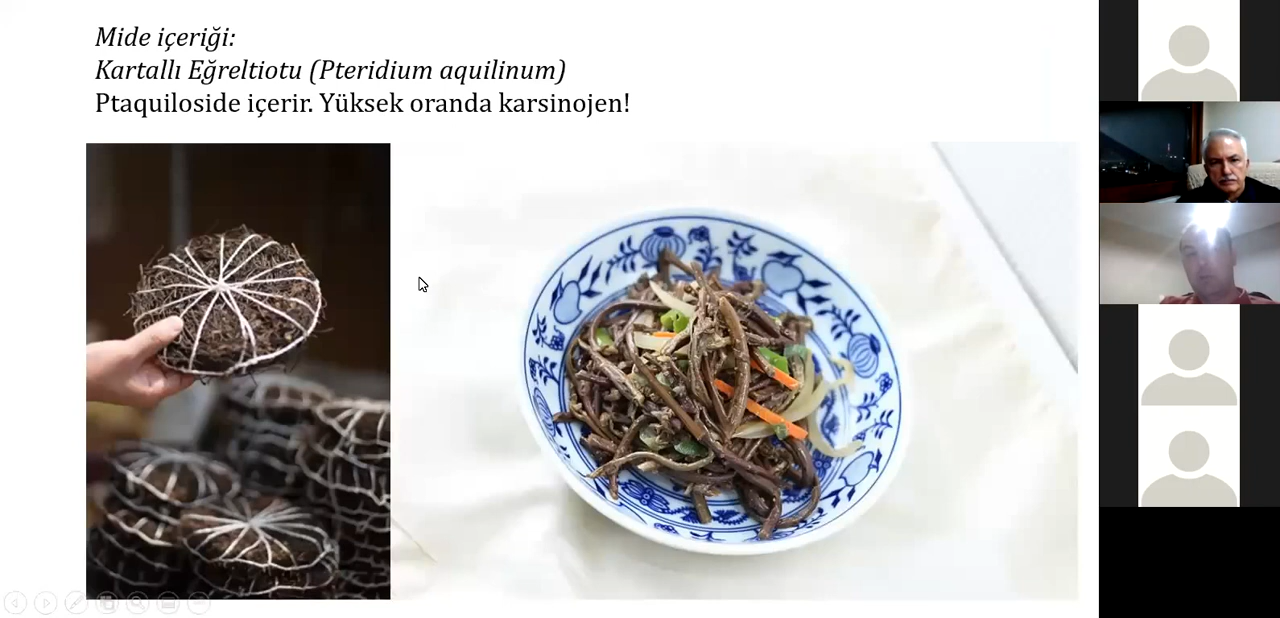 Mide içeriği:
Kartallı Eğreltiotu (Pteridium aquilinum)
Ptaquiloside içerir. Yüksek oranda karsinojen!